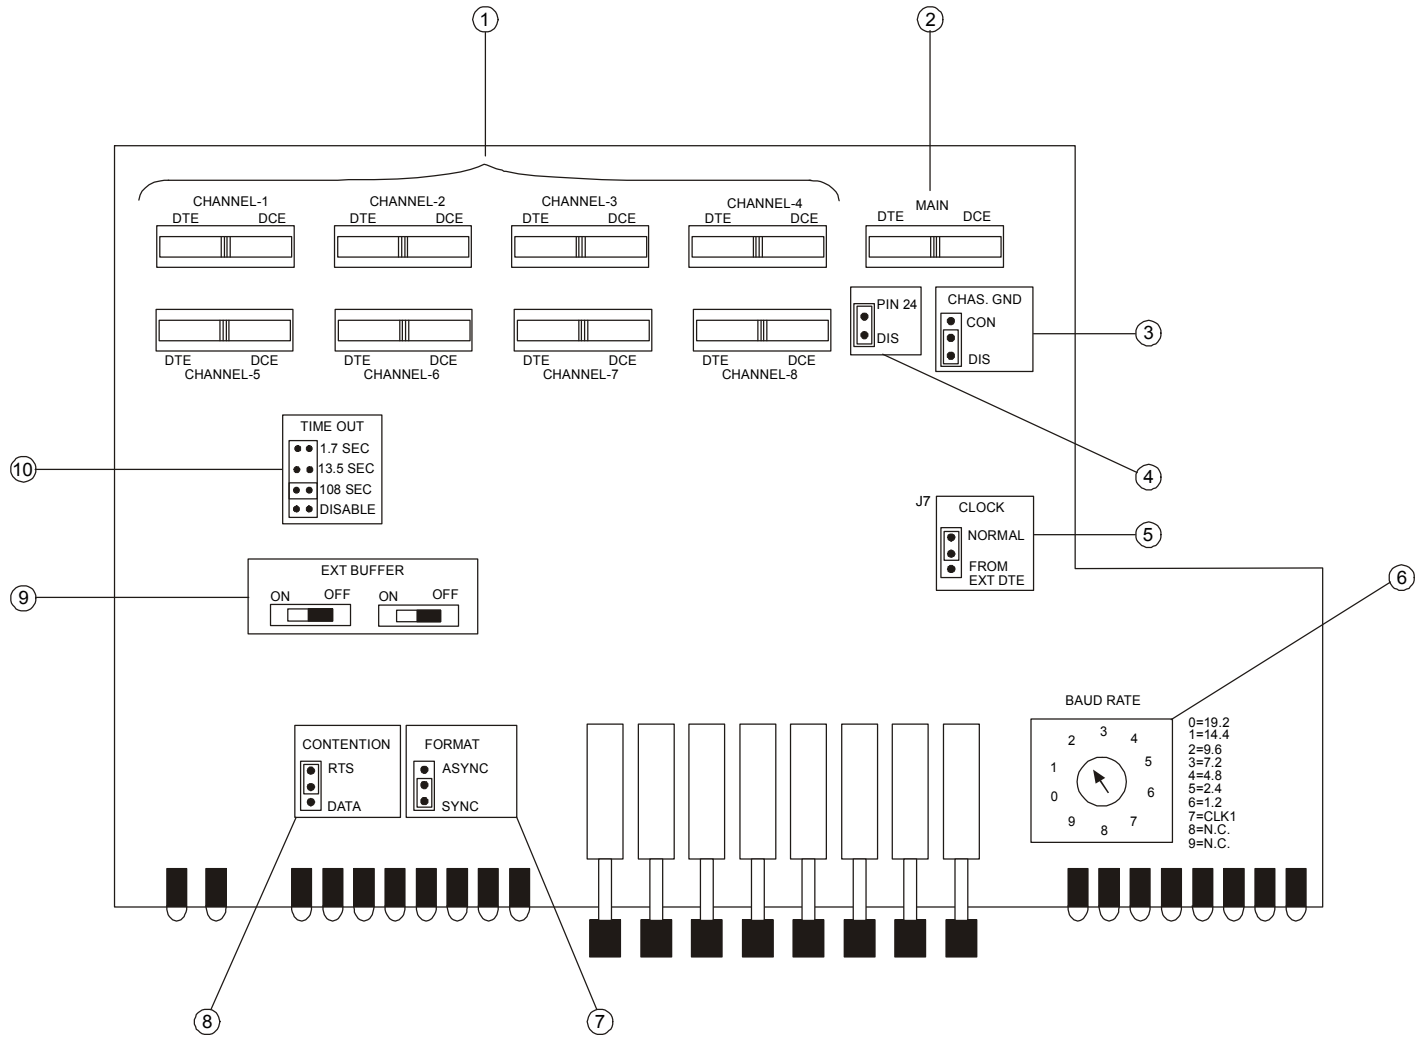 1
2
CHANNEL-1
DTE DCE
CHANNEL-2
DTE DCE
CHANNEL-3
DTE DCE
CHANNEL-4
DTE DCE
MAIN
DTE DCE
DTE DCE
CHANNEL-5
DTE DCE
CHANNEL-6
DTE DCE
CHANNEL-7
DTE DCE
CHANNEL-8
PIN 24
DIS
CHAS. GND
CON
DIS
3
4
TIME OUT
1.7 SEC
13.5 SEC
108 SEC
DISABLE
10
J7
CLOCK
NORMAL
FROM
EXT DTE
5
6
EXT BUFFER
ON OFF
ON OFF
9
BAUD RATE
0
1
2
3
4
5
6
7
8
9
0=19.2
1=14.4
2=9.6
3=7.2
4=4.8
5=2.4
6=1.2
7=CLK1
8=N.C.
9=N.C.
CONTENTION
RTS
DATA
FORMAT
ASYNC
SYNC
8
7